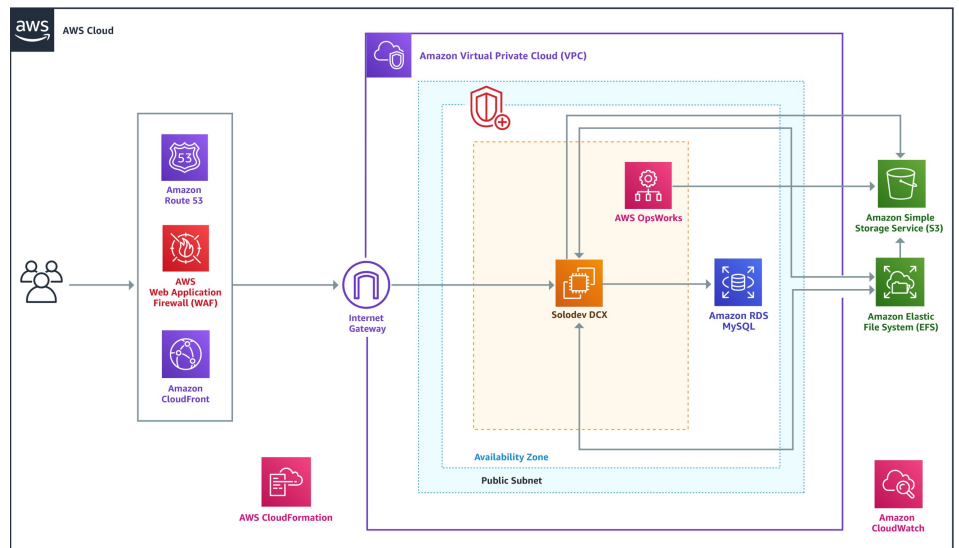 aws
AWS Cloud
Amazon Virtual Private Cloud (VPC)
53
Amazon
Route 53
AWS
Web Application
Firewall (WAF)
Amazon
CloudFront
Internet
Gateway
AWS OpsWorks
Solodev DCX
Amazon RDS
MySQL
Amazon Simple
Storage Service (S3)
Amazon Elastic
File System (EFS)
Availability Zone
Public Subnet
AWS CloudFormation
Amazon
CloudWatch